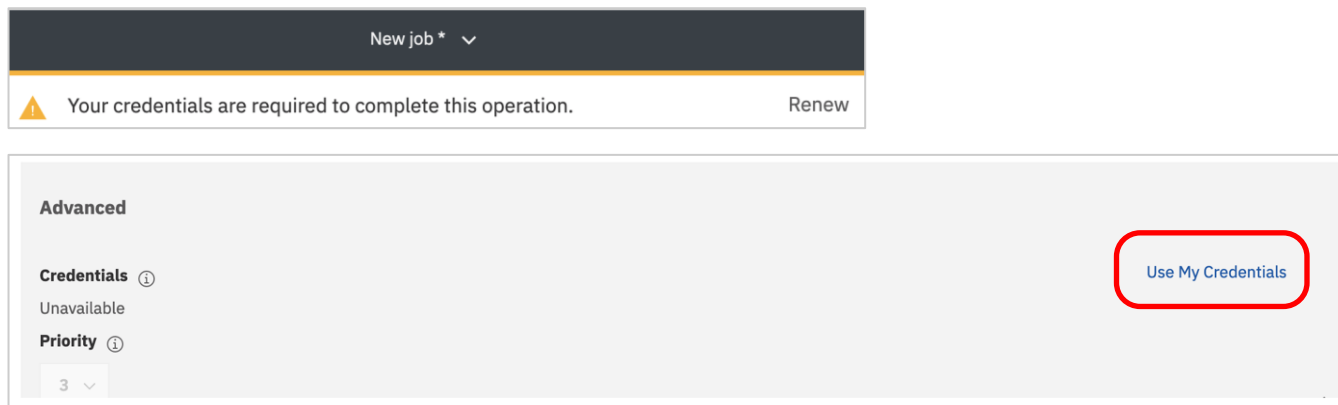 New job *
Your credentials are required to complete this operation. Renew
Advanced
Credentials
Use My Credentials
Unavailable
Priority
3